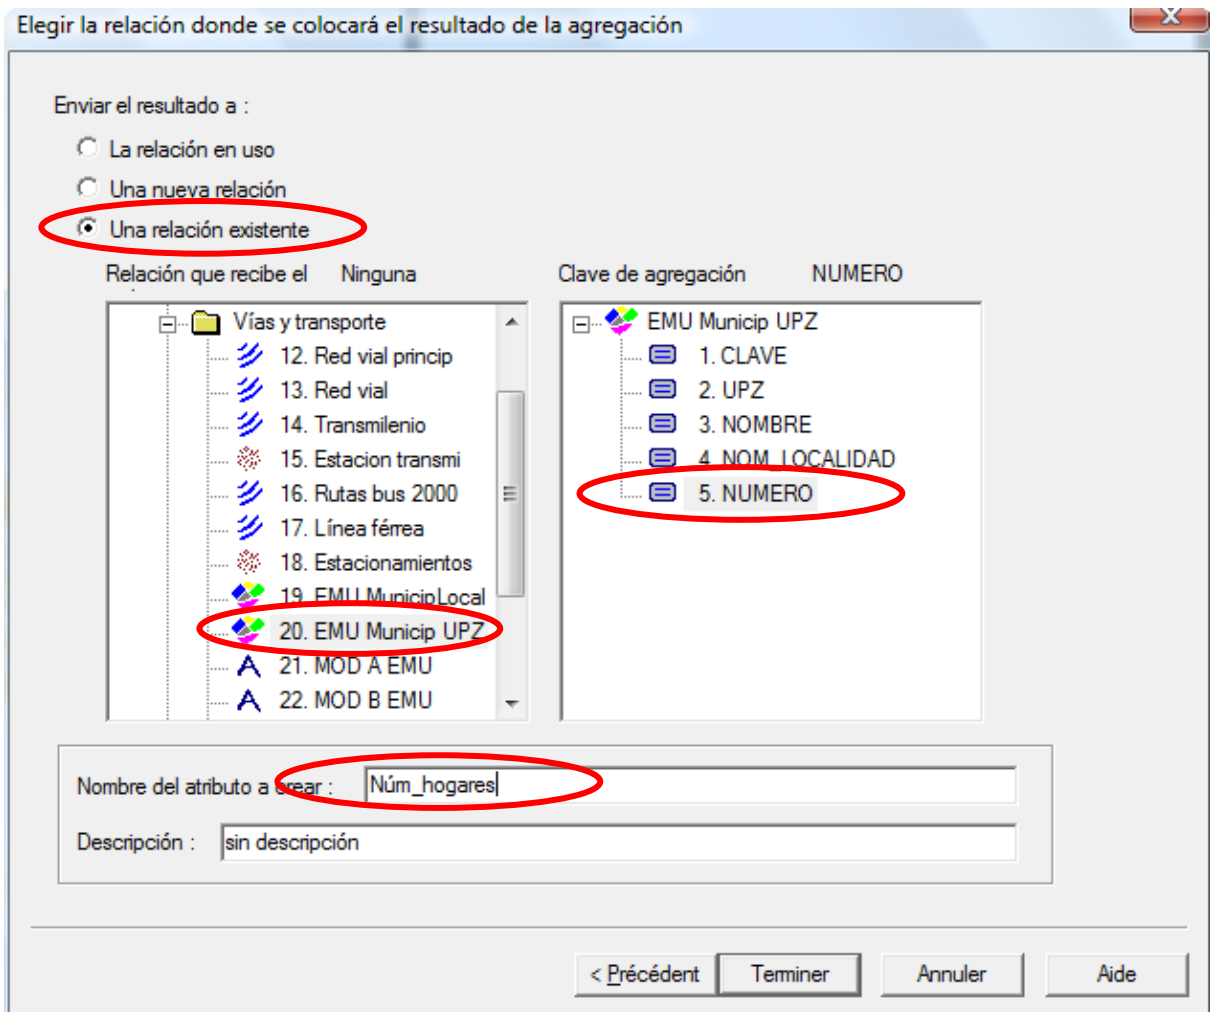 Elegir la relación donde se colocará el resultado de la agregación
X
Enviar el resultado a :
La relación en uso
Una nueva relación
Una relación existente
Relación que recibe el Ninguna
Clave de agregación NUMERO
Vías y transporte
12. Red vial princip
13. Red vial
14. Transmilenio
15. Estacion transmi
16. Rutas bus 2000
17. Línea férrea
18. Estacionamientos
19. EMU MunicipLocal
20. EMU Municip UPZ
21. MOD A EMU
22. MOD B EMU
EMU Municip UPZ
1. CLAVE
2. UPZ
3. NOMBRE
4. NOM_LOCALIDAD
5. NUMERO
Nombre del atributo a crear : Núm_hogares
Descripción : sin descripción
< Précédent Terminer Annuler Aide